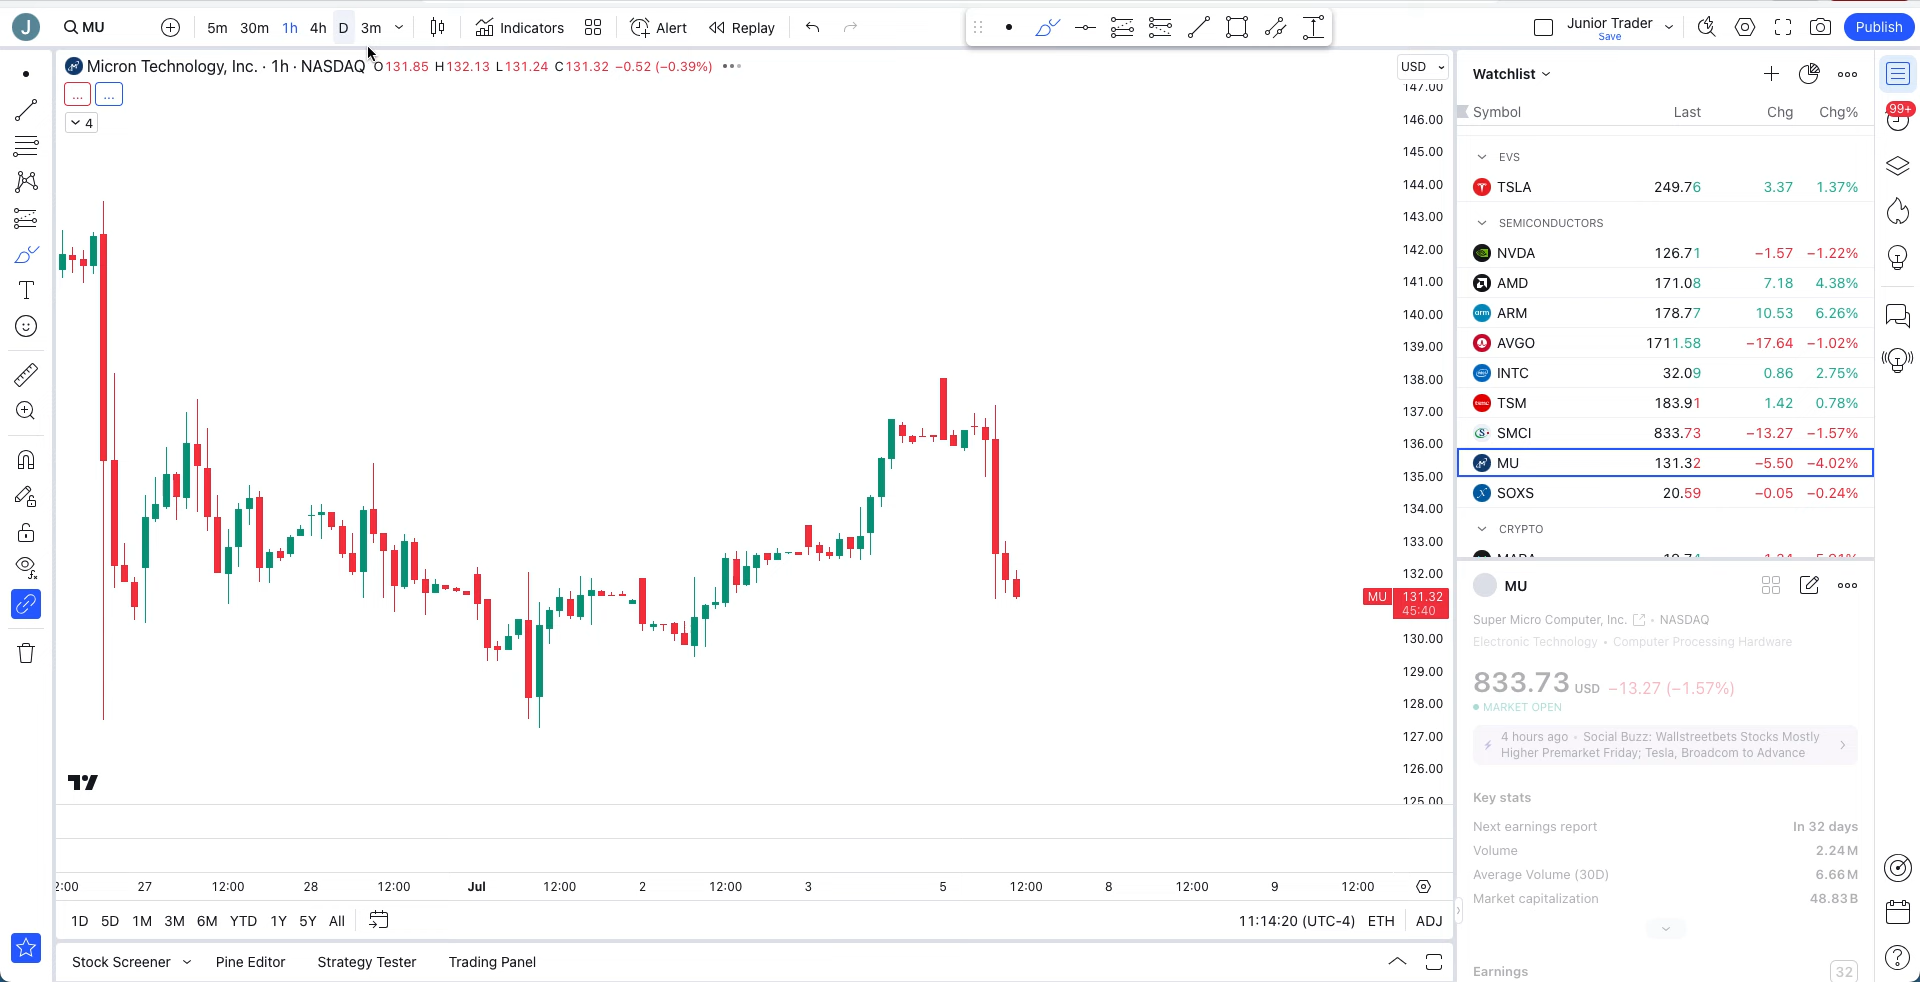 J MU 5m 30m 1h 4h D 3m Indicators Alert Replay Junior Trader Save Publish
Micron Technology, Inc. · 1h · NASDAQ O131.85 H132.13 L131.24 C131.32 −0.52 (−0.39%)
USD
...
...
4
147.00
146.00
145.00
144.00
143.00
142.00
141.00
140.00
139.00
138.00
137.00
136.00
135.00
134.00
133.00
132.00
MU 131.32
45:40
130.00
129.00
128.00
127.00
126.00
125.00
2:00 27 12:00 28 12:00 Jul 12:00 2 12:00 3 5 12:00 8 12:00 9 12:00
1D 5D 1M 3M 6M YTD 1Y 5Y All 11:14:20 (UTC-4) ETH ADJ
Stock Screener Pine Editor Strategy Tester Trading Panel
Watchlist
Symbol Last Chg Chg%
EVS
TSLA 249.76 3.37 1.37%
SEMICONDUCTORS
NVDA 126.71 −1.57 −1.22%
AMD 171.08 7.18 4.38%
arm ARM 178.77 10.53 6.26%
AVGO 1711.58 −17.64 −1.02%
INTC 32.09 0.86 2.75%
TSM 183.91 1.42 0.78%
SMCI 833.73 −13.27 −1.57%
MU 131.32 −5.50 −4.02%
SOXS 20.59 −0.05 −0.24%
CRYPTO
MU
Super Micro Computer, Inc. • NASDAQ
Electronic Technology • Computer Processing Hardware
833.73 USD −13.27 (−1.57%)
MARKET OPEN
4 hours ago • Social Buzz: Wallstreetbets Stocks Mostly
Higher Premarket Friday; Tesla, Broadcom to Advance
Key stats
Next earnings report In 32 days
Volume 2.24M
Average Volume (30D) 6.66M
Market capitalization 48.83B
Earnings 32
99+